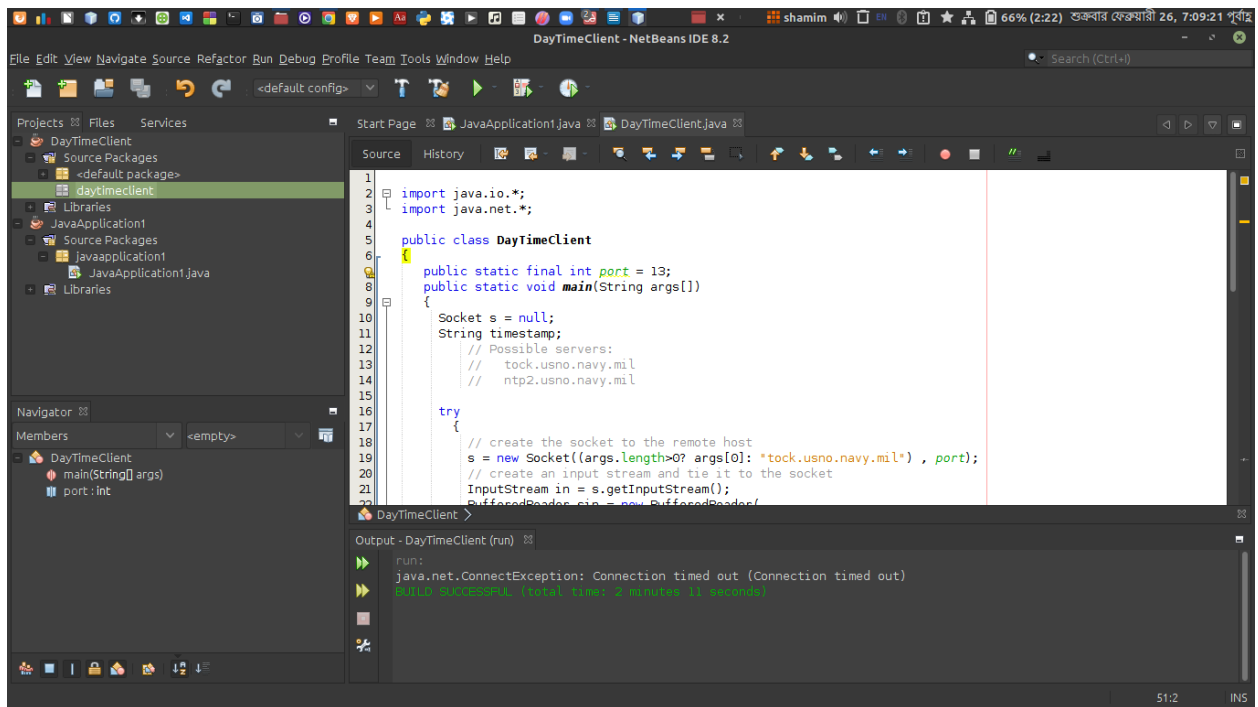 shamim EN 66% (2:22) শুক্রবার ফেব্রুয়ারী 26, 7:09:21 পূর্বাহ্ণ
DayTimeClient - NetBeans IDE 8.2
File Edit View Navigate Source Refactor Run Debug Profile Team Tools Window Help
Search (Ctrl+I)
<default config>
Projects Files Services
DayTimeClient
Source Packages
<default package>
daytimeclient
Libraries
JavaApplication1
Source Packages
javaapplication1
JavaApplication1.java
Libraries
Navigator
Members <empty>
DayTimeClient
main(String[] args)
port : int
Start Page JavaApplication1.java DayTimeClient.java
Source History
1
2 import java.io.*;
3 import java.net.*;
4
5 public class DayTimeClient
6 {
public static final int port = 13;
8 public static void main(String args[])
9 {
10 Socket s = null;
11 String timestamp;
12 // Possible servers:
13 // tock.usno.navy.mil
14 // ntp2.usno.navy.mil
15
16 try
17 {
18 // create the socket to the remote host
19 s = new Socket((args.length>0? args[0]: "tock.usno.navy.mil") , port);
20 // create an input stream and tie it to the socket
21 InputStream in = s.getInputStream();
22 BufferedReader sin = new BufferedReader(
DayTimeClient
Output - DayTimeClient (run)
run:
java.net.ConnectException: Connection timed out (Connection timed out)
BUILD SUCCESSFUL (total time: 2 minutes 11 seconds)
51:2 INS